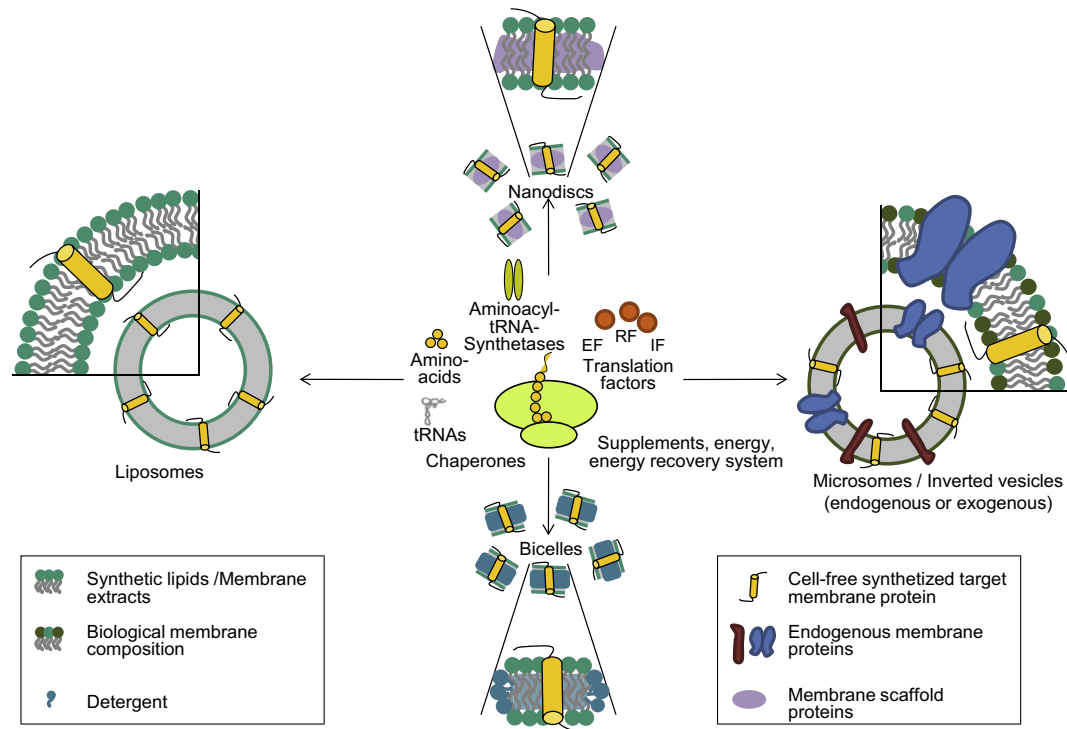 Nanodiscs
Aminoacyl-
tRNA-
Synthetases
Amino-
acids
tRNAs
EF
RF
IF
Translation
factors
Chaperones
Supplements, energy,
energy recovery system
Liposomes
Microsomes / Inverted vesicles
(endogenous or exogenous)
Bicelles
Synthetic lipids /Membrane
extracts
Biological membrane
composition
Detergent
Cell-free synthetized target
membrane protein
Endogenous membrane
proteins
Membrane scaffold
proteins